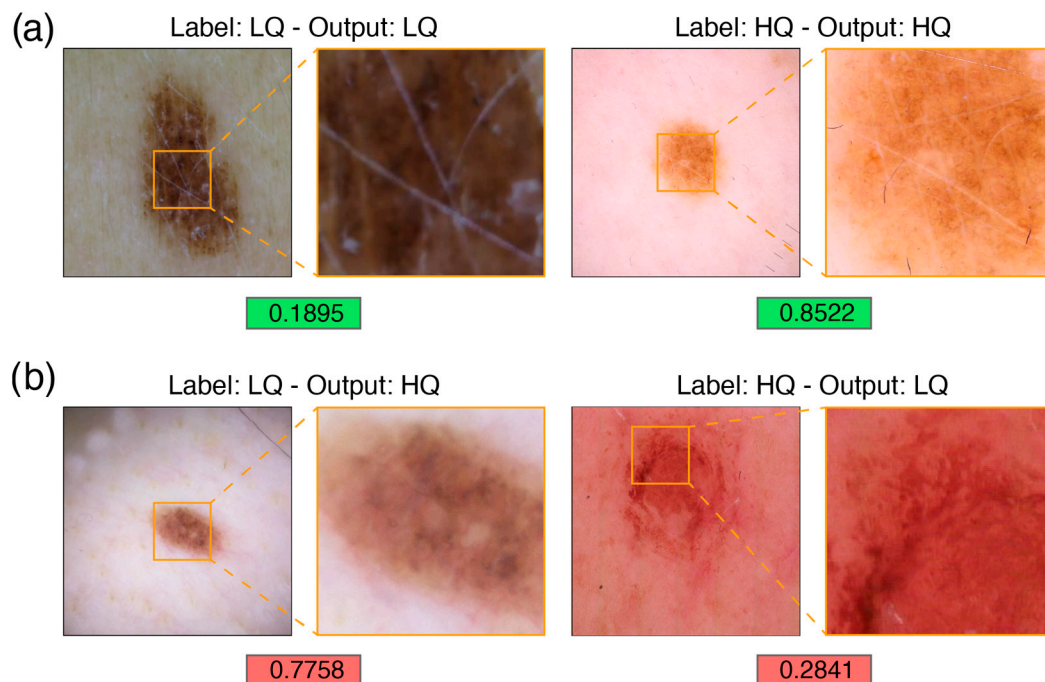 (a)
Label: LQ - Output: LQ
Label: HQ - Output: HQ
0.1895
0.8522
(b)
Label: LQ - Output: HQ
Label: HQ - Output: LQ
0.7758
0.2841